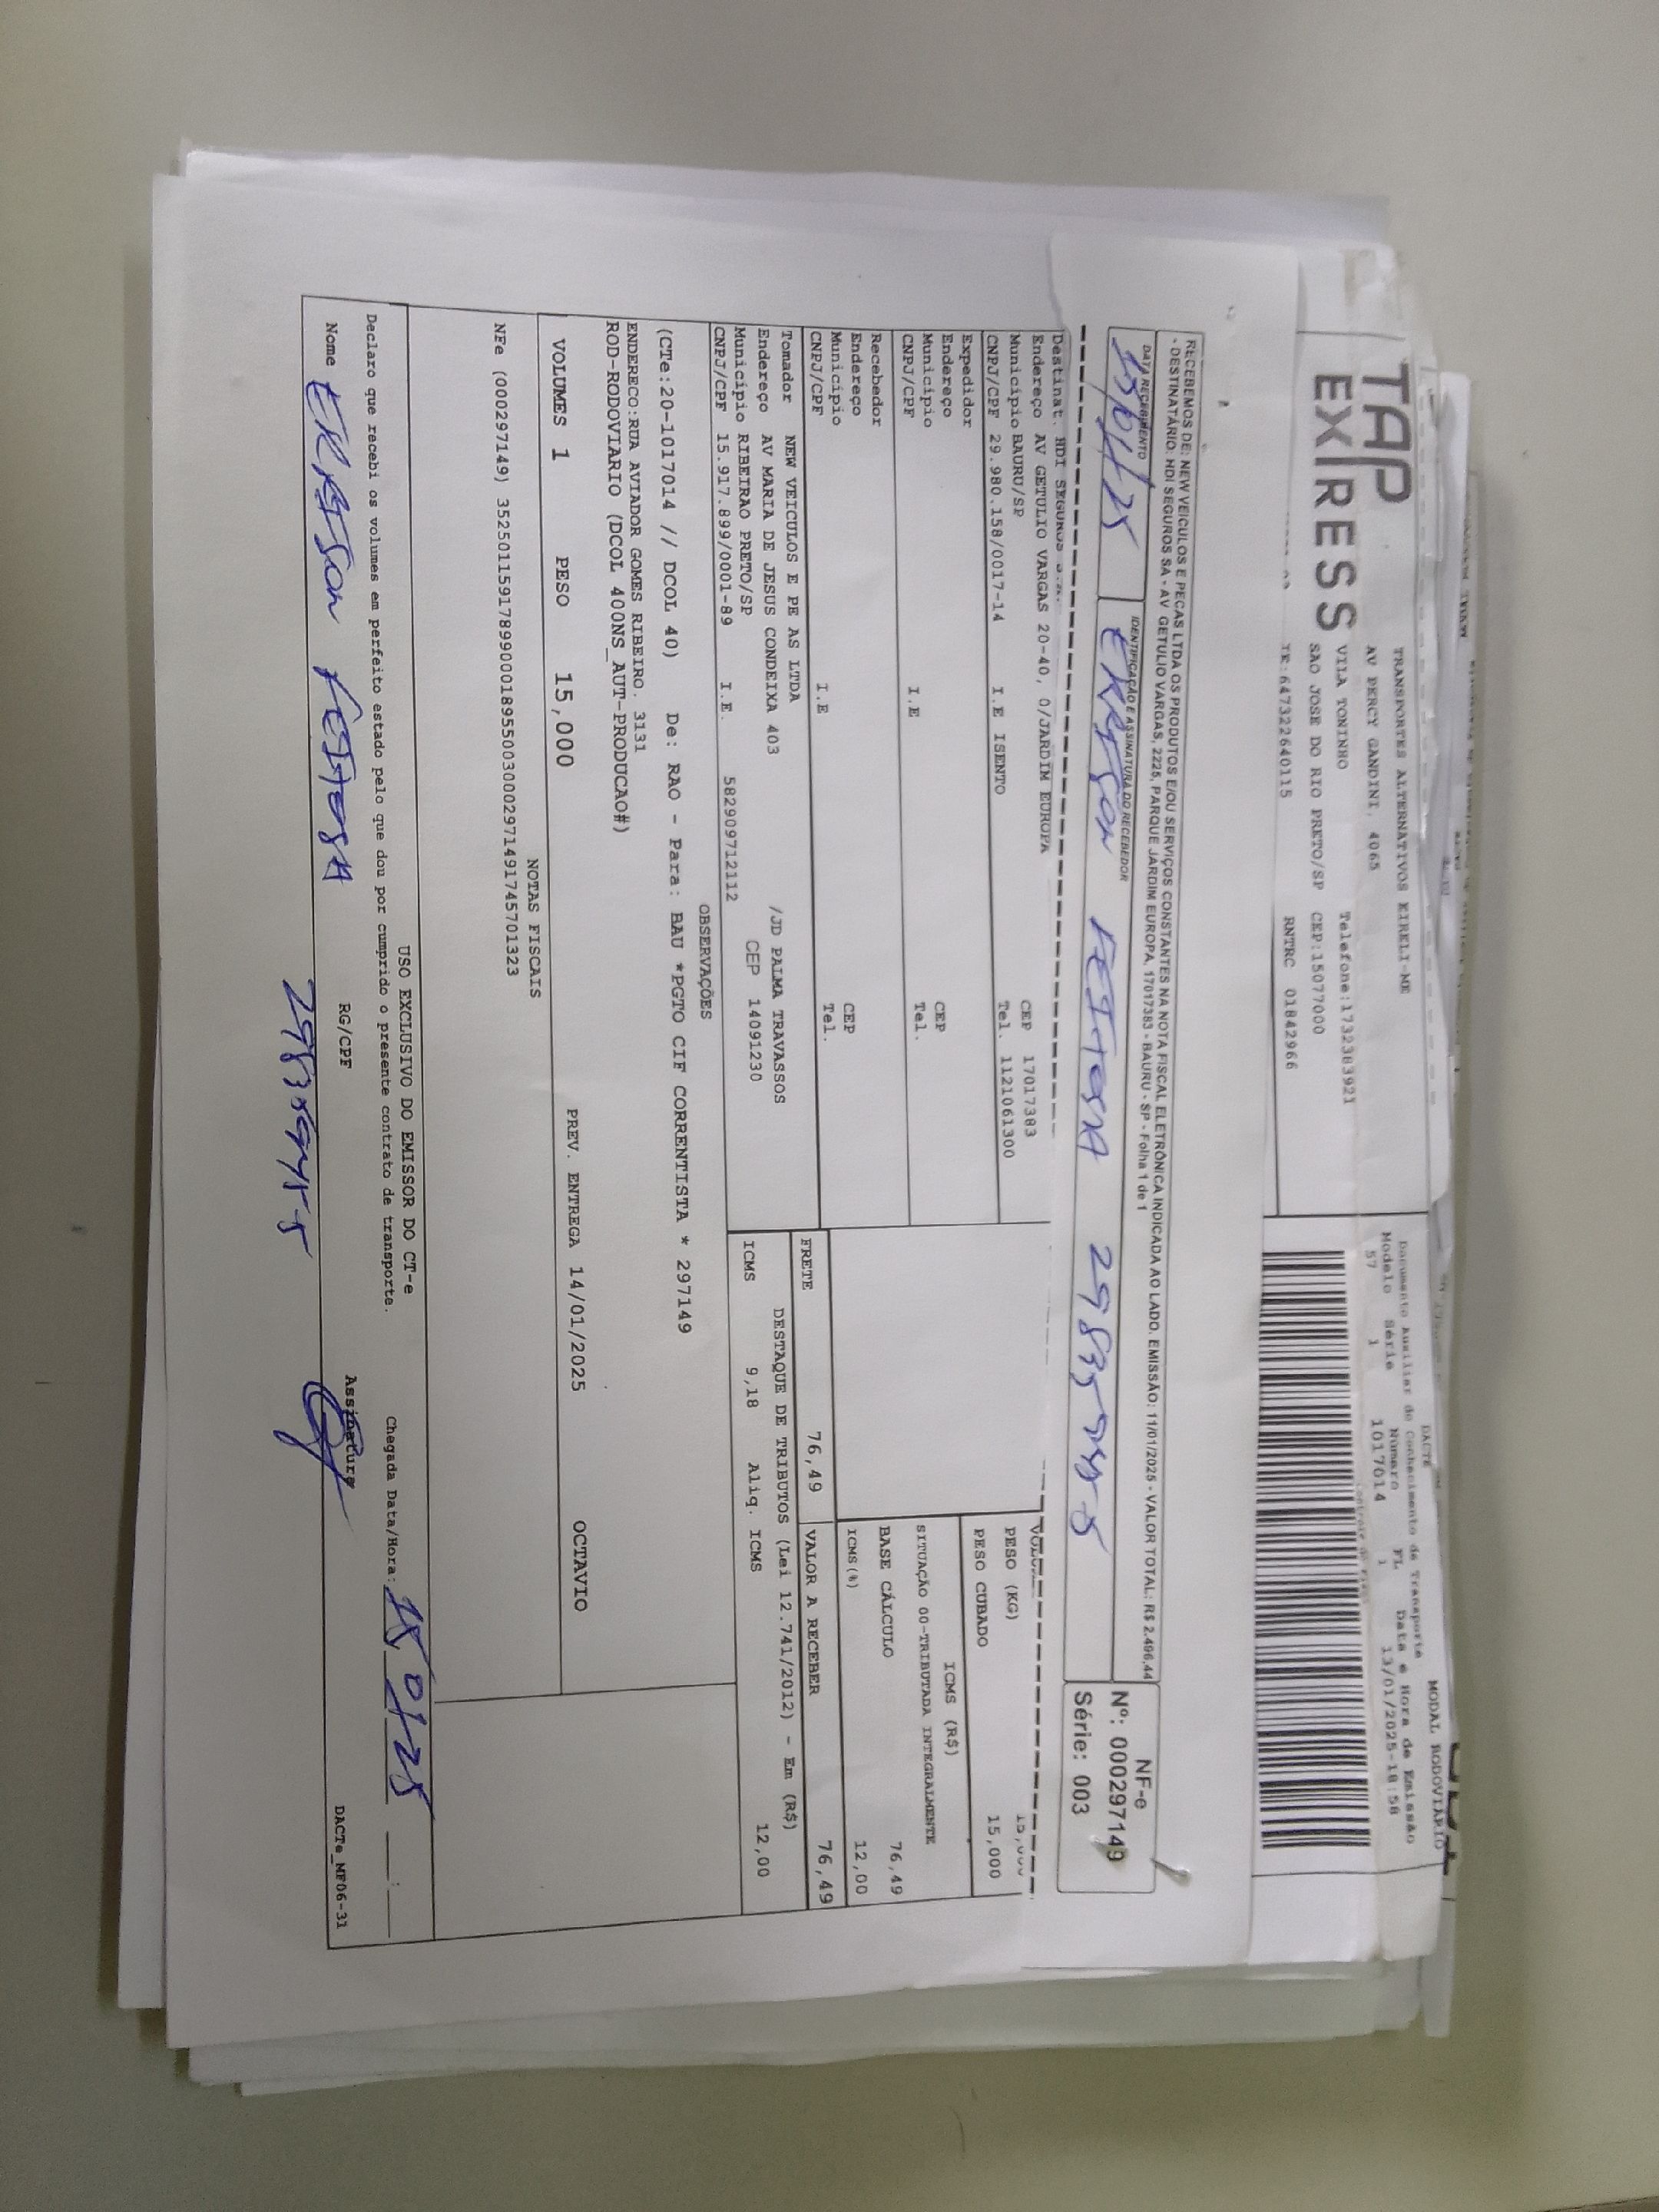 TAP
EXPRESS
TRANSPORTES ALTERNATIVOS EIRELI-ME
AV PERCY GANDINI, 4065
VILA TONINHO Telefone:1732383921
SAO JOSE DO RIO PRETO/SP CEP:15077000
IE:647322640115 RNTRC 01842966
DACTE
MODAL RODOVIÁRIO
Documento Auxiliar do Conhecimento de Transporte
Modelo Série Número FL Data e Hora de Emissão
57 1 1017014 1 13/01/2025-18:58
RECEBEMOS DE: NEW VEICULOS E PECAS LTDA OS PRODUTOS E/OU SERVIÇOS CONSTANTES NA NOTA FISCAL ELETRÔNICA INDICADA AO LADO. EMISSÃO: 11/01/2025 - VALOR TOTAL: R$ 2.496,44
- DESTINATÁRIO: HDI SEGUROS SA - AV GETULIO VARGAS, 2225, PARQUE JARDIM EUROPA, 17017383 - BAURU - SP - Folha 1 de 1
DATA RECEBIMENTO IDENTIFICAÇÃO E ASSINATURA DO RECEBEDOR
FEITOSA
NF-e
Nº: 000297149
Série: 003
Destinat. HDI SEGUROS S.A.
Endereço AV GETULIO VARGAS 20-40, 0/JARDIM EUROPA
Município BAURU/SP CEP 17017383
CNPJ/CPF 29.980.158/0017-14 I.E ISENTO Tel. 1121061300
Expedidor
Endereço
Município CEP
CNPJ/CPF I.E Tel.
Recebedor
Endereço
Município CEP
CNPJ/CPF I.E Tel.
PESO (KG)
PESO CUBADO 15,000
ICMS (R$)
SITUAÇÃO 00-TRIBUTADA INTEGRALMENTE
BASE CÁLCULO 76,49
ICMS(%) 12,00
FRETE 76,49 VALOR A RECEBER 76,49
Tomador NEW VEICULOS E PE AS LTDA
Endereço AV MARIA DE JESUS CONDEIXA 403 /JD PALMA TRAVASSOS
Município RIBEIRAO PRETO/SP CEP 14091230
CNPJ/CPF 15.917.899/0001-89 I.E. 582909712112
DESTAQUE DE TRIBUTOS (Lei 12.741/2012) - Em (R$)
ICMS 9,18 Aliq. ICMS 12,00
OBSERVAÇÕES
(CTe:20-1017014 // DCOL 40) De: RAO - Para: BAU *PGTO CIF CORRENTISTA * 297149
ENDERECO:RUA AVIADOR GOMES RIBEIRO. 3131
ROD-RODOVIARIO (DCOL 400NS_AUT-PRODUCAO#)
VOLUMES 1 PESO 15,000 PREV. ENTREGA 14/01/2025 OCTAVIO
NOTAS FISCAIS
NFe (000297149) 35250115917899000189550030002971491745701323
USO EXCLUSIVO DO EMISSOR DO CT-e
Declaro que recebi os volumes em perfeito estado pelo que dou por cumprido o presente contrato de transporte. Chegada Data/Hora:
Nome FEITOSA RG/CPF Assinatura
DACTe_MF06-31